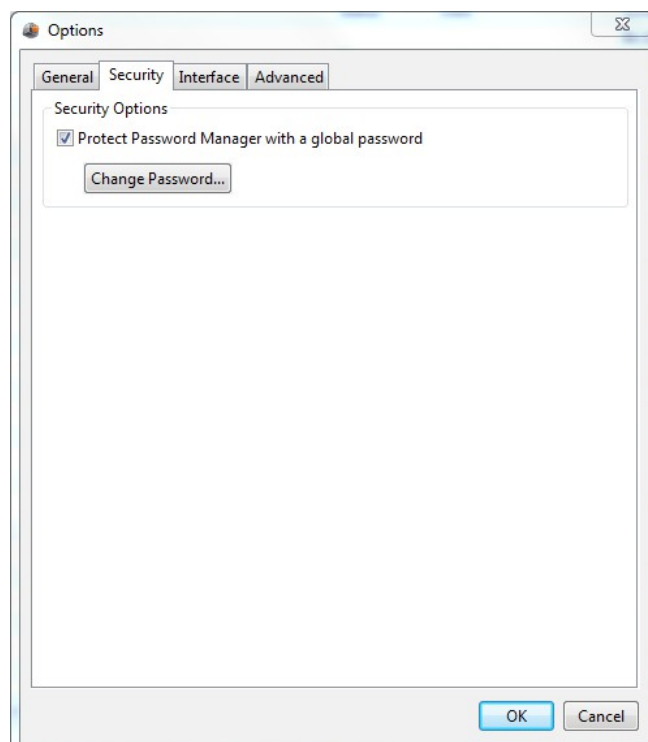 Options
General Security Interface Advanced
Security Options
Protect Password Manager with a global password
Change Password...
OK Cancel